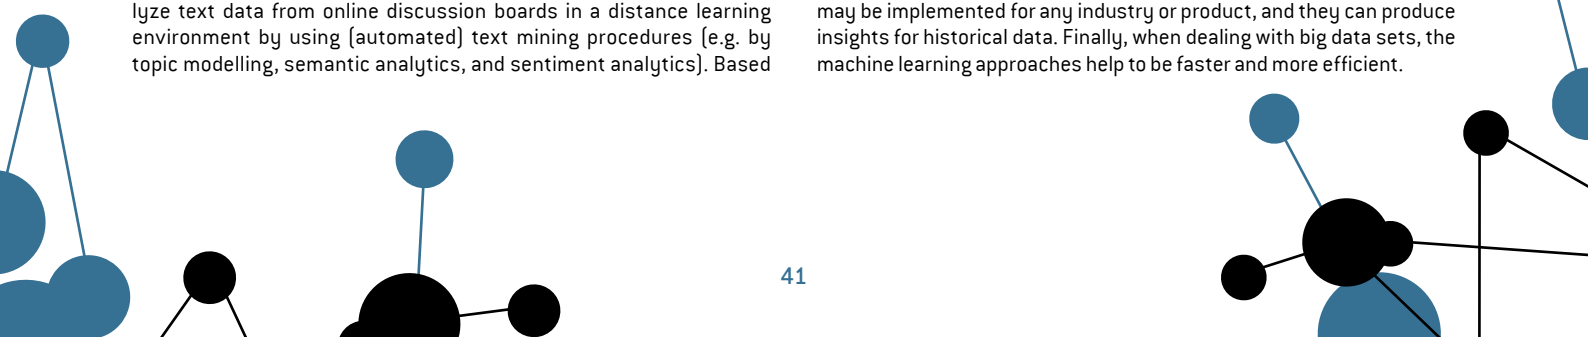 lyze text data from online discussion boards in a distance learning
environment by using (automated) text mining procedures (e.g. by
topic modelling, semantic analytics, and sentiment analytics). Based
may be implemented for any industry or product, and they can produce
insights for historical data. Finally, when dealing with big data sets, the
machine learning approaches help to be faster and more efficient.
41